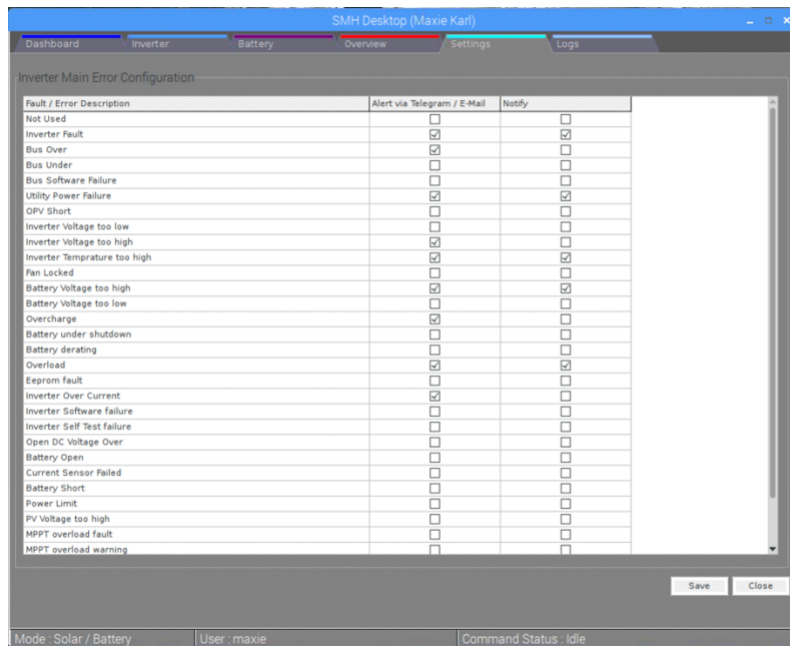 SMH Desktop (Maxie Karl)
Dashboard Inverter Battery Overview Settings Logs
Inverter Main Error Configuration
Fault / Error Description Alert via Telegram / E-Mail Notify
Not Used
Inverter Fault
Bus Over
Bus Under
Bus Software Failure
Utility Power Failure
OPV Short
Inverter Voltage too low
Inverter Voltage too high
Inverter Temprature too high
Fan Locked
Battery Voltage too high
Battery Voltage too low
Overcharge
Battery under shutdown
Battery derating
Overload
Eeprom fault
Inverter Over Current
Inverter Software failure
Inverter Self Test failure
Open DC Voltage Over
Battery Open
Current Sensor Failed
Battery Short
Power Limit
PV Voltage too high
MPPT overload fault
MPPT overload warning
Save Close
Mode : Solar / Battery User : maxie Command Status : Idle